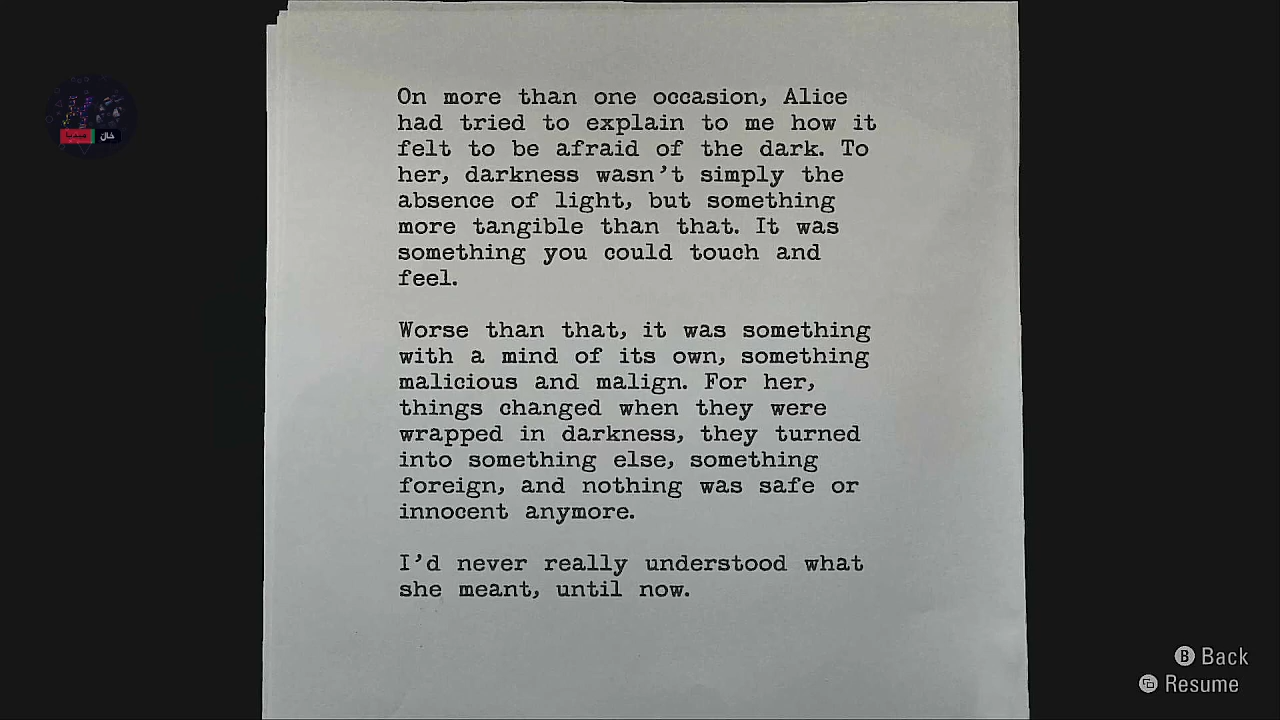 On more than one occasion, Alice
had tried to explain to me how it
felt to be afraid of the dark. To
her, darkness wasn't simply the
absence of light, but something
more tangible than that. It was
something you could touch and
feel.
Worse than that, it was something
with a mind of its own, something
malicious and malign. For her,
things changed when they were
wrapped in darkness, they turned
into something else, something
foreign, and nothing was safe or
innocent anymore.
I'd never really understood what
she meant, until now.
B Back
Resume
خان